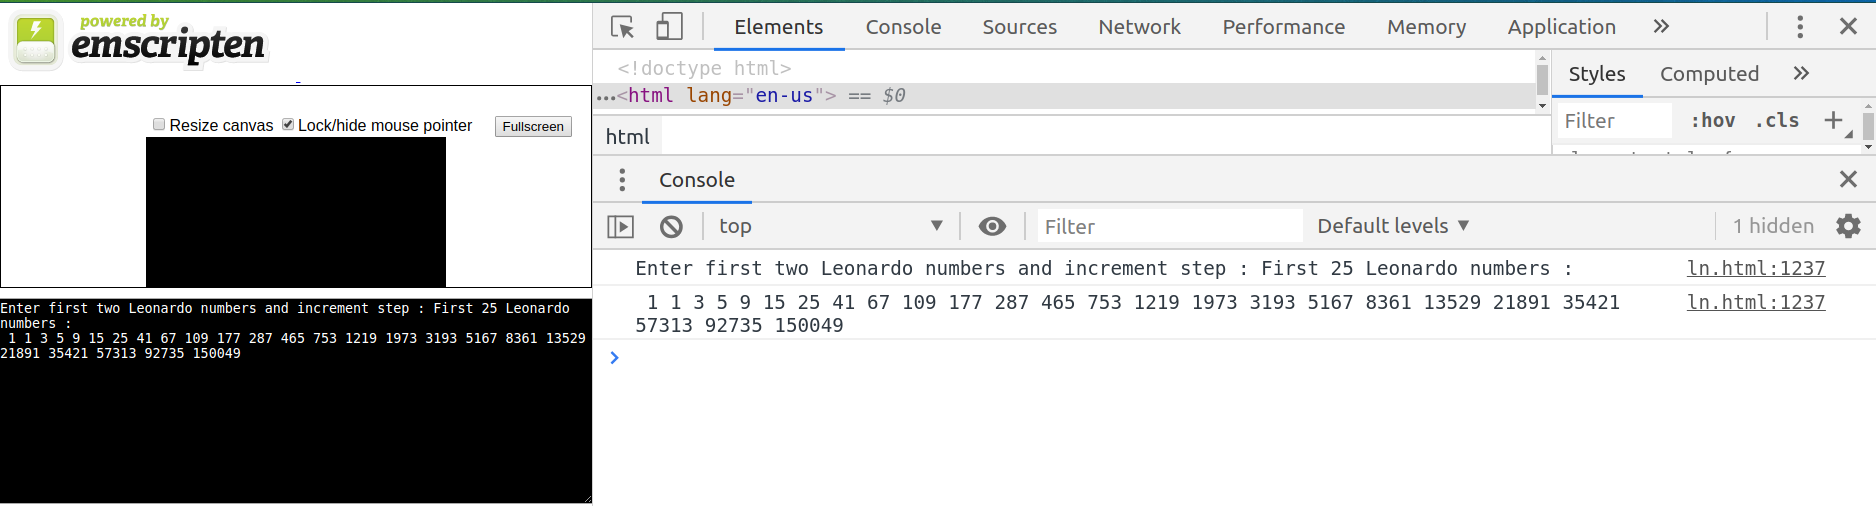 powered by
emscripten
Resize canvas Lock/hide mouse pointer Fullscreen
Enter first two Leonardo numbers and increment step : First 25 Leonardo
numbers :
1 1 3 5 9 15 25 41 67 109 177 287 465 753 1219 1973 3193 5167 8361 13529
21891 35421 57313 92735 150049
Elements Console Sources Network Performance Memory Application »
<!doctype html>
…<html lang="en-us"> == $0
html
Styles Computed »
Filter :hov .cls +
Console
top ▼ Filter Default levels ▼ 1 hidden
Enter first two Leonardo numbers and increment step : First 25 Leonardo numbers : ln.html:1237
1 1 3 5 9 15 25 41 67 109 177 287 465 753 1219 1973 3193 5167 8361 13529 21891 35421 ln.html:1237
57313 92735 150049